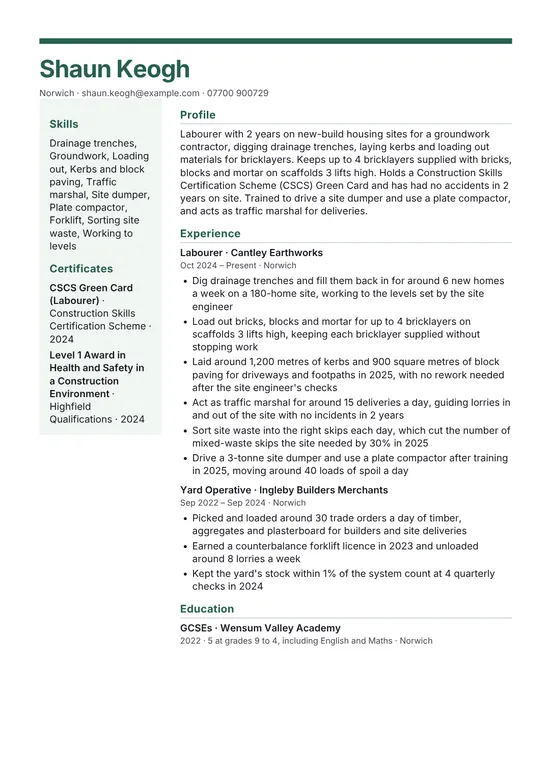 Shaun Keogh
Norwich · shaun.keogh@example.com · 07700 900729
Skills
Drainage trenches,
Groundwork, Loading
out, Kerbs and block
paving, Traffic
marshal, Site dumper,
Plate compactor,
Forklift, Sorting site
waste, Working to
levels
Certificates
CSCS Green Card
(Labourer) ·
Construction Skills
Certification Scheme ·
2024
Level 1 Award in
Health and Safety in
a Construction
Environment ·
Highfield
Qualifications · 2024
Profile
Labourer with 2 years on new-build housing sites for a groundwork
contractor, digging drainage trenches, laying kerbs and loading out
materials for bricklayers. Keeps up to 4 bricklayers supplied with bricks,
blocks and mortar on scaffolds 3 lifts high. Holds a Construction Skills
Certification Scheme (CSCS) Green Card and has had no accidents in 2
years on site. Trained to drive a site dumper and use a plate compactor,
and acts as traffic marshal for deliveries.
Experience
Labourer · Cantley Earthworks
Oct 2024 – Present · Norwich
• Dig drainage trenches and fill them back in for around 6 new homes
a week on a 180-home site, working to the levels set by the site
engineer
• Load out bricks, blocks and mortar for up to 4 bricklayers on
scaffolds 3 lifts high, keeping each bricklayer supplied without
stopping work
• Laid around 1,200 metres of kerbs and 900 square metres of block
paving for driveways and footpaths in 2025, with no rework needed
after the site engineer's checks
• Act as traffic marshal for around 15 deliveries a day, guiding lorries in
and out of the site with no incidents in 2 years
• Sort site waste into the right skips each day, which cut the number of
mixed-waste skips the site needed by 30% in 2025
• Drive a 3-tonne site dumper and use a plate compactor after training
in 2025, moving around 40 loads of spoil a day
Yard Operative · Ingleby Builders Merchants
Sep 2022 – Sep 2024 · Norwich
• Picked and loaded around 30 trade orders a day of timber,
aggregates and plasterboard for builders and site deliveries
• Earned a counterbalance forklift licence in 2023 and unloaded
around 8 lorries a week
• Kept the yard's stock within 1% of the system count at 4 quarterly
checks in 2024
Education
GCSEs · Wensum Valley Academy
2022 · 5 at grades 9 to 4, including English and Maths · Norwich